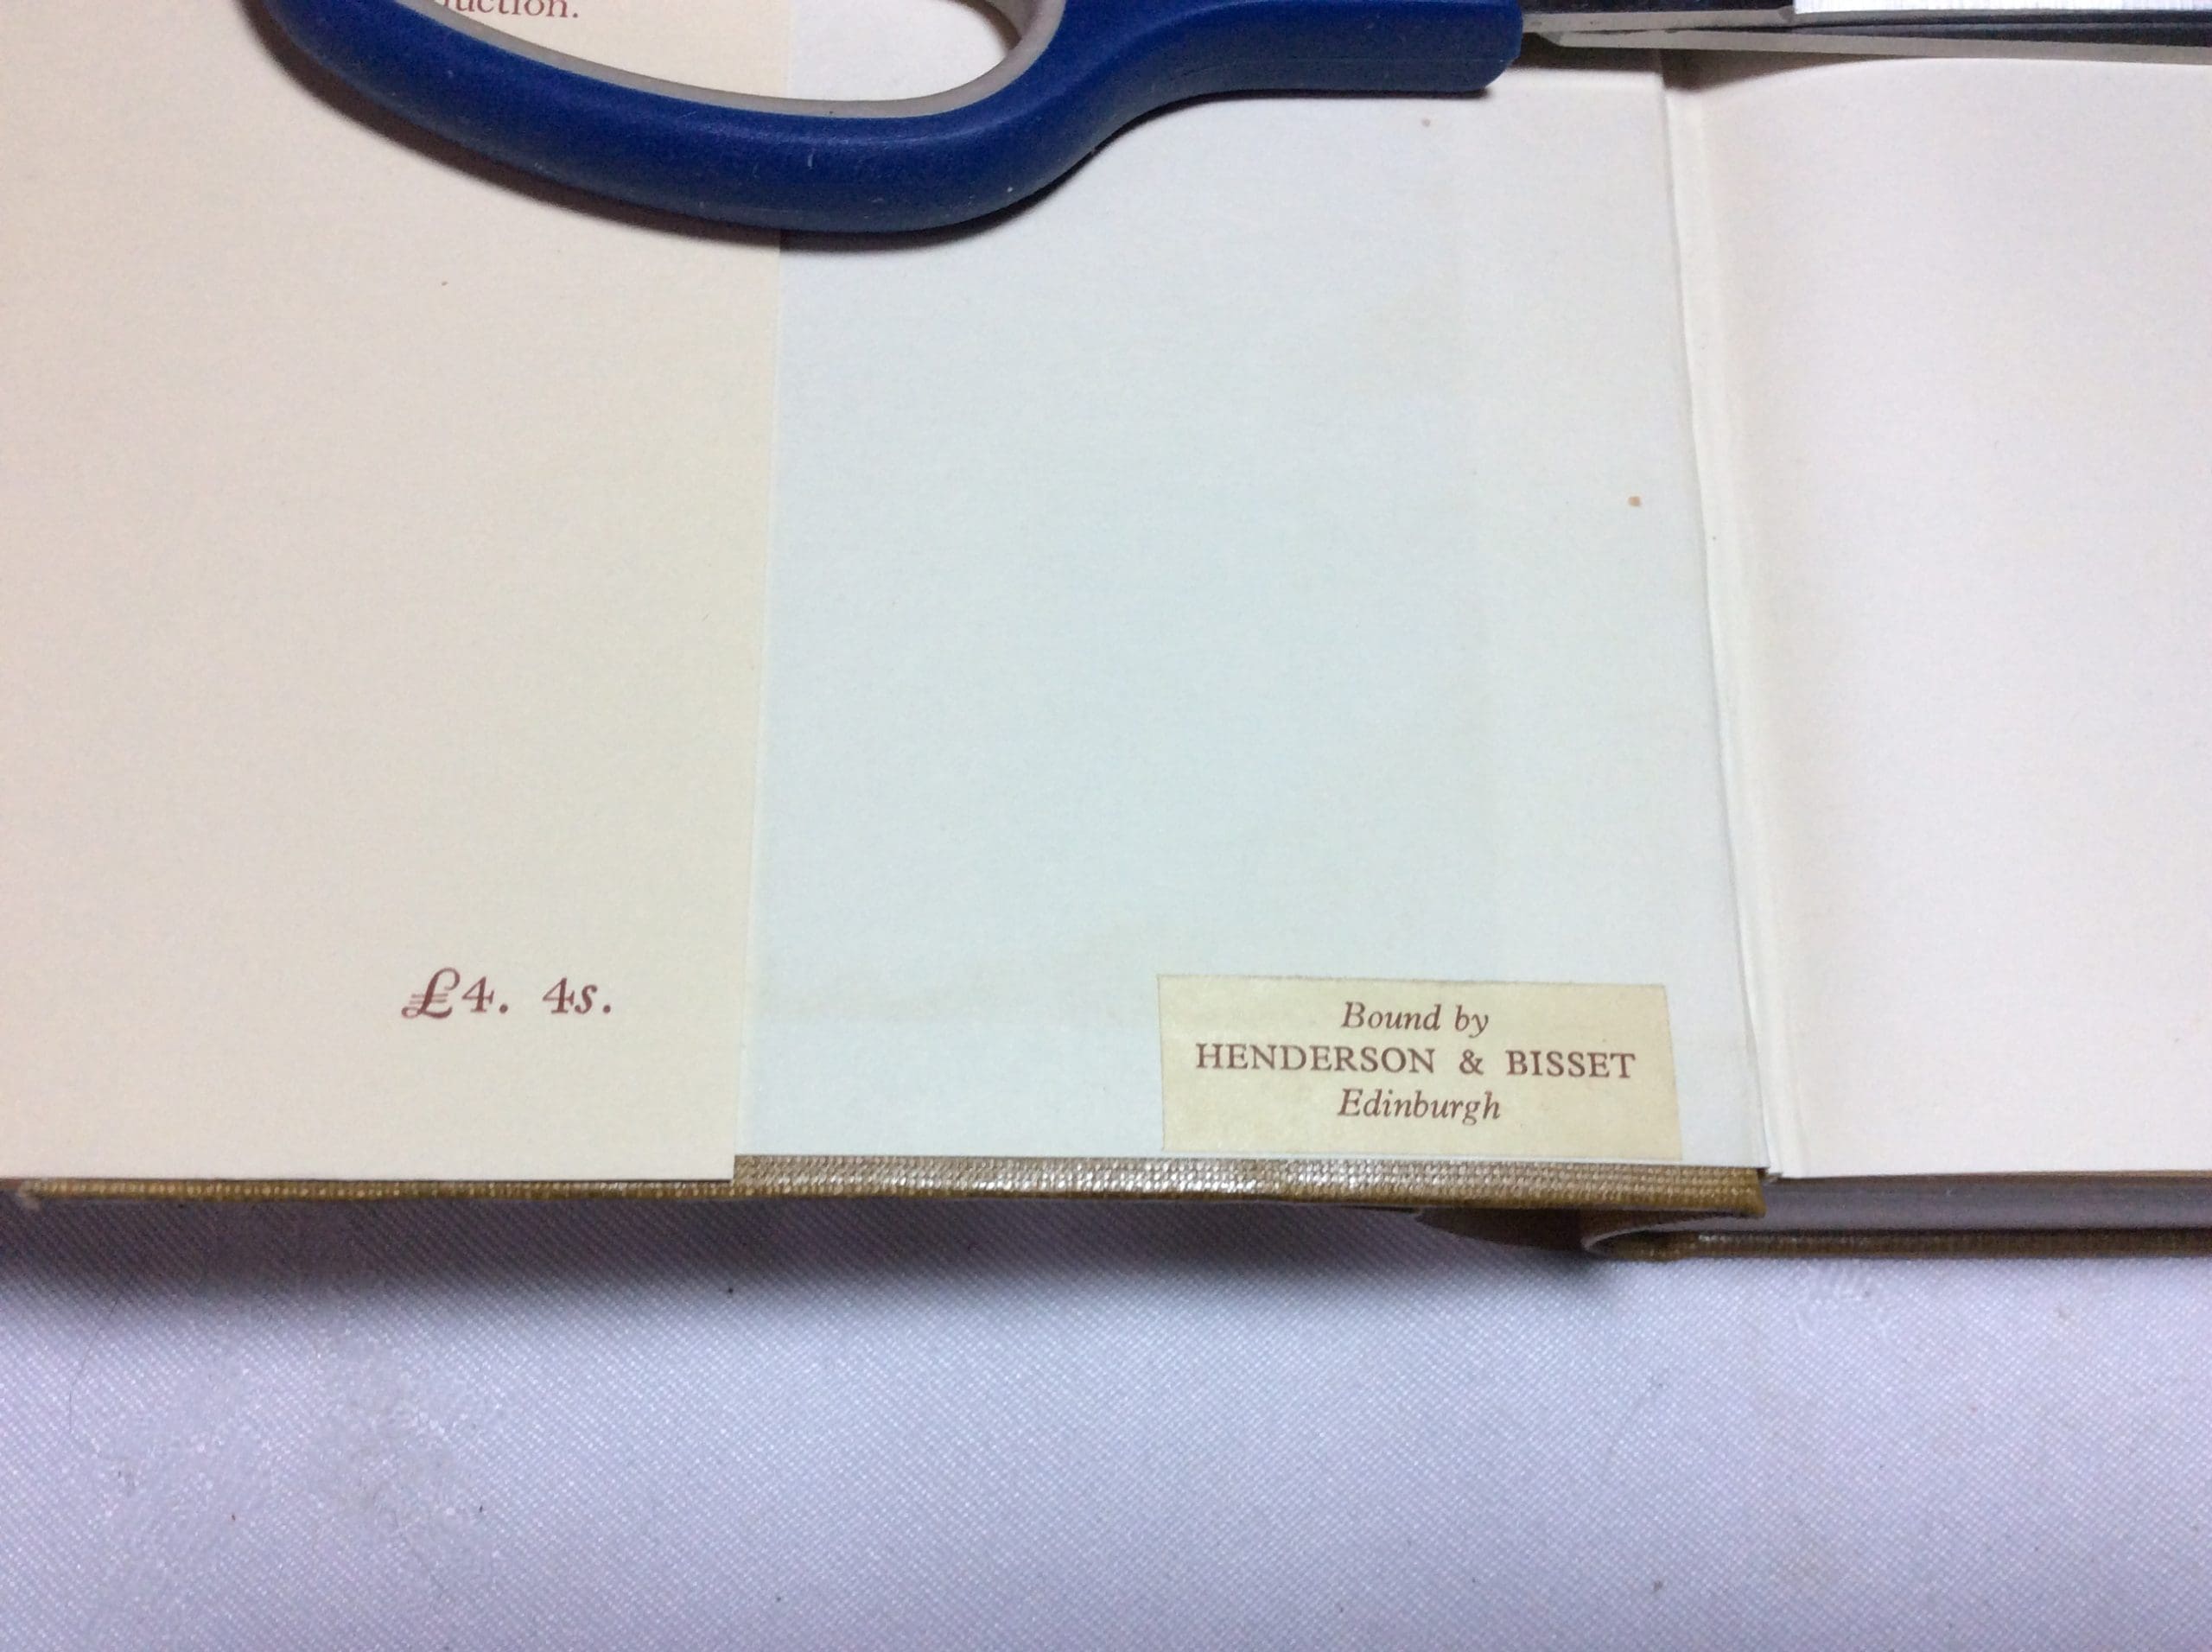 £4. 4s.
Bound by
HENDERSON & BISSET
Edinburgh